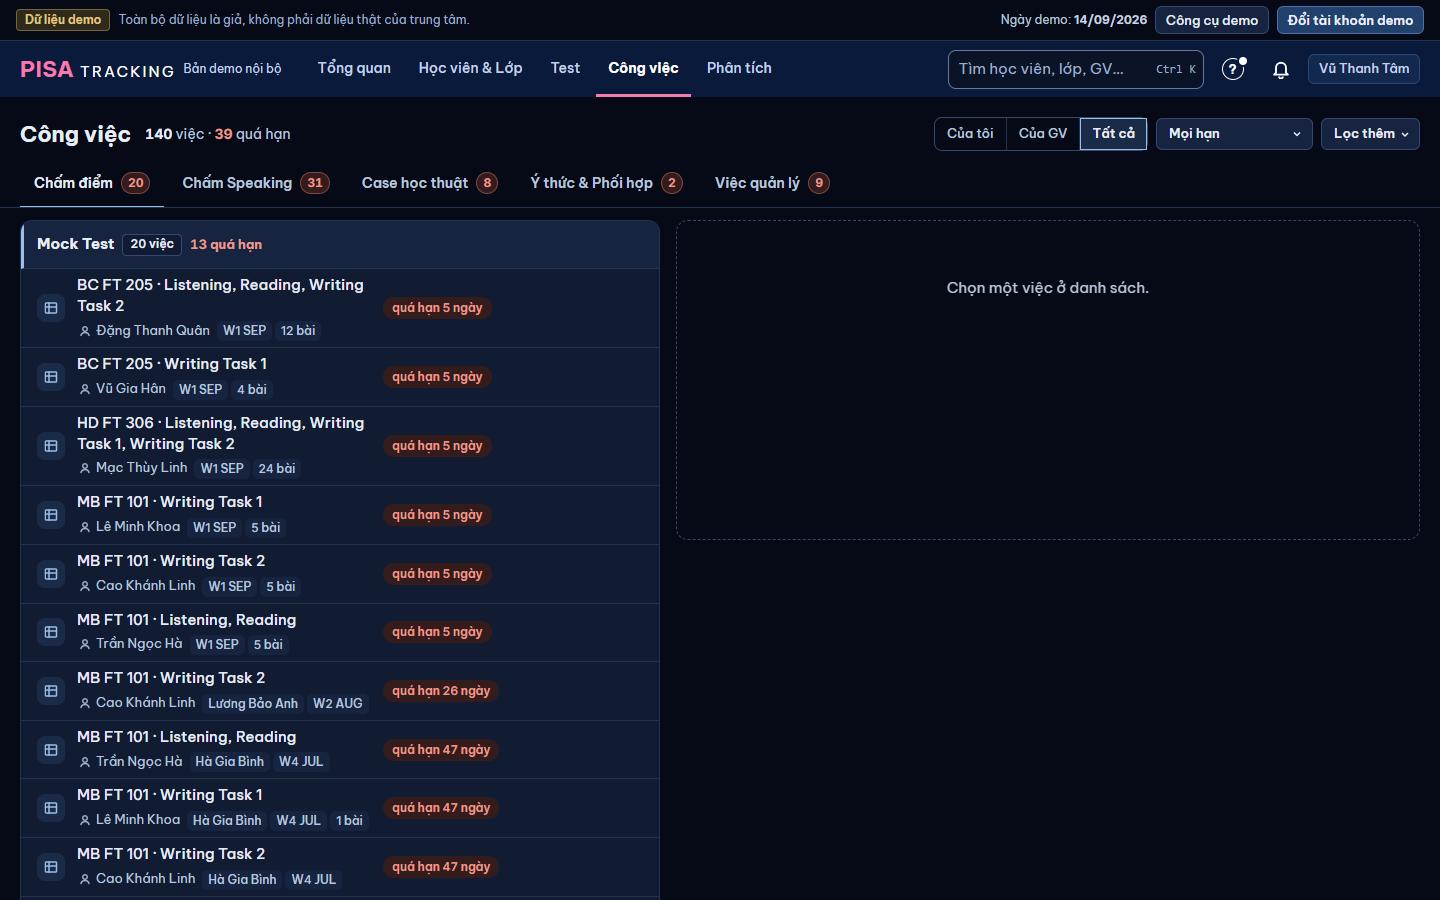 Dữ liệu demo Toàn bộ dữ liệu là giả, không phải dữ liệu thật của trung tâm. Ngày demo: 14/09/2026 Công cụ demo Đổi tài khoản demo
PISA TRACKING Bản demo nội bộ Tổng quan Học viên & Lớp Test Công việc Phân tích Tìm học viên, lớp, GV... Ctrl K ? Vũ Thanh Tâm
Công việc 140 việc · 39 quá hạn Của tôi Của GV Tất cả Mọi hạn Lọc thêm
Chấm điểm 20 Chấm Speaking 31 Case học thuật 8 Ý thức & Phối hợp 2 Việc quản lý 9
Mock Test 20 việc 13 quá hạn
BC FT 205 · Listening, Reading, Writing
Task 2
quá hạn 5 ngày
Đặng Thanh Quân W1 SEP 12 bài
BC FT 205 · Writing Task 1
quá hạn 5 ngày
Vũ Gia Hân W1 SEP 4 bài
HD FT 306 · Listening, Reading, Writing
Task 1, Writing Task 2
quá hạn 5 ngày
Mạc Thùy Linh W1 SEP 24 bài
MB FT 101 · Writing Task 1
quá hạn 5 ngày
Lê Minh Khoa W1 SEP 5 bài
MB FT 101 · Writing Task 2
quá hạn 5 ngày
Cao Khánh Linh W1 SEP 5 bài
MB FT 101 · Listening, Reading
quá hạn 5 ngày
Trần Ngọc Hà W1 SEP 5 bài
MB FT 101 · Writing Task 2
quá hạn 26 ngày
Cao Khánh Linh Lương Bảo Anh W2 AUG
MB FT 101 · Listening, Reading
quá hạn 47 ngày
Trần Ngọc Hà Hà Gia Bình W4 JUL
MB FT 101 · Writing Task 1
quá hạn 47 ngày
Lê Minh Khoa Hà Gia Bình W4 JUL 1 bài
MB FT 101 · Writing Task 2
quá hạn 47 ngày
Cao Khánh Linh Hà Gia Bình W4 JUL
Chọn một việc ở danh sách.